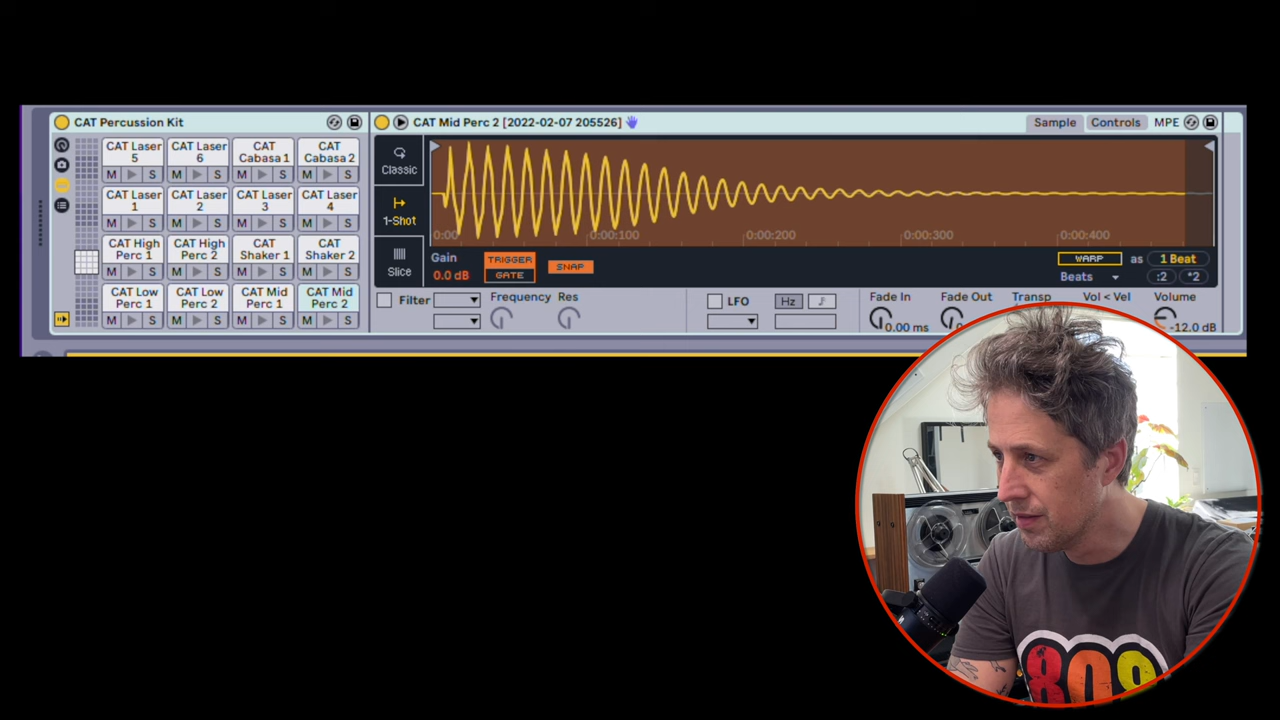 CAT Percussion Kit
CAT Mid Perc 2 [2022-02-07 205526]
Sample
Controls
MPE
CAT Laser 5
CAT Laser 6
CAT Cabasa 1
CAT Cabasa 2
M S M S M S M S
CAT Laser 1
CAT Laser 2
CAT Laser 3
CAT Laser 4
M S M S M S M S
CAT High Perc 1
CAT High Perc 2
CAT Shaker 1
CAT Shaker 2
M S M S M S M S
CAT Low Perc 1
CAT Low Perc 2
CAT Mid Perc 1
CAT Mid Perc 2
M S M S M S M S
Classic
1-Shot
Slice
0:00
0:00:100
0:00:200
0:00:300
0:00:400
Gain
0.0 dB
TRIGGER
GATE
SNAP
WARP as 1 Beat
Beats :2 *2
Filter
Frequency
Res
LFO
Hz
Fade In
0.00 ms
Fade Out
Transp
Vol < Vel
Volume
-12.0 dB
809